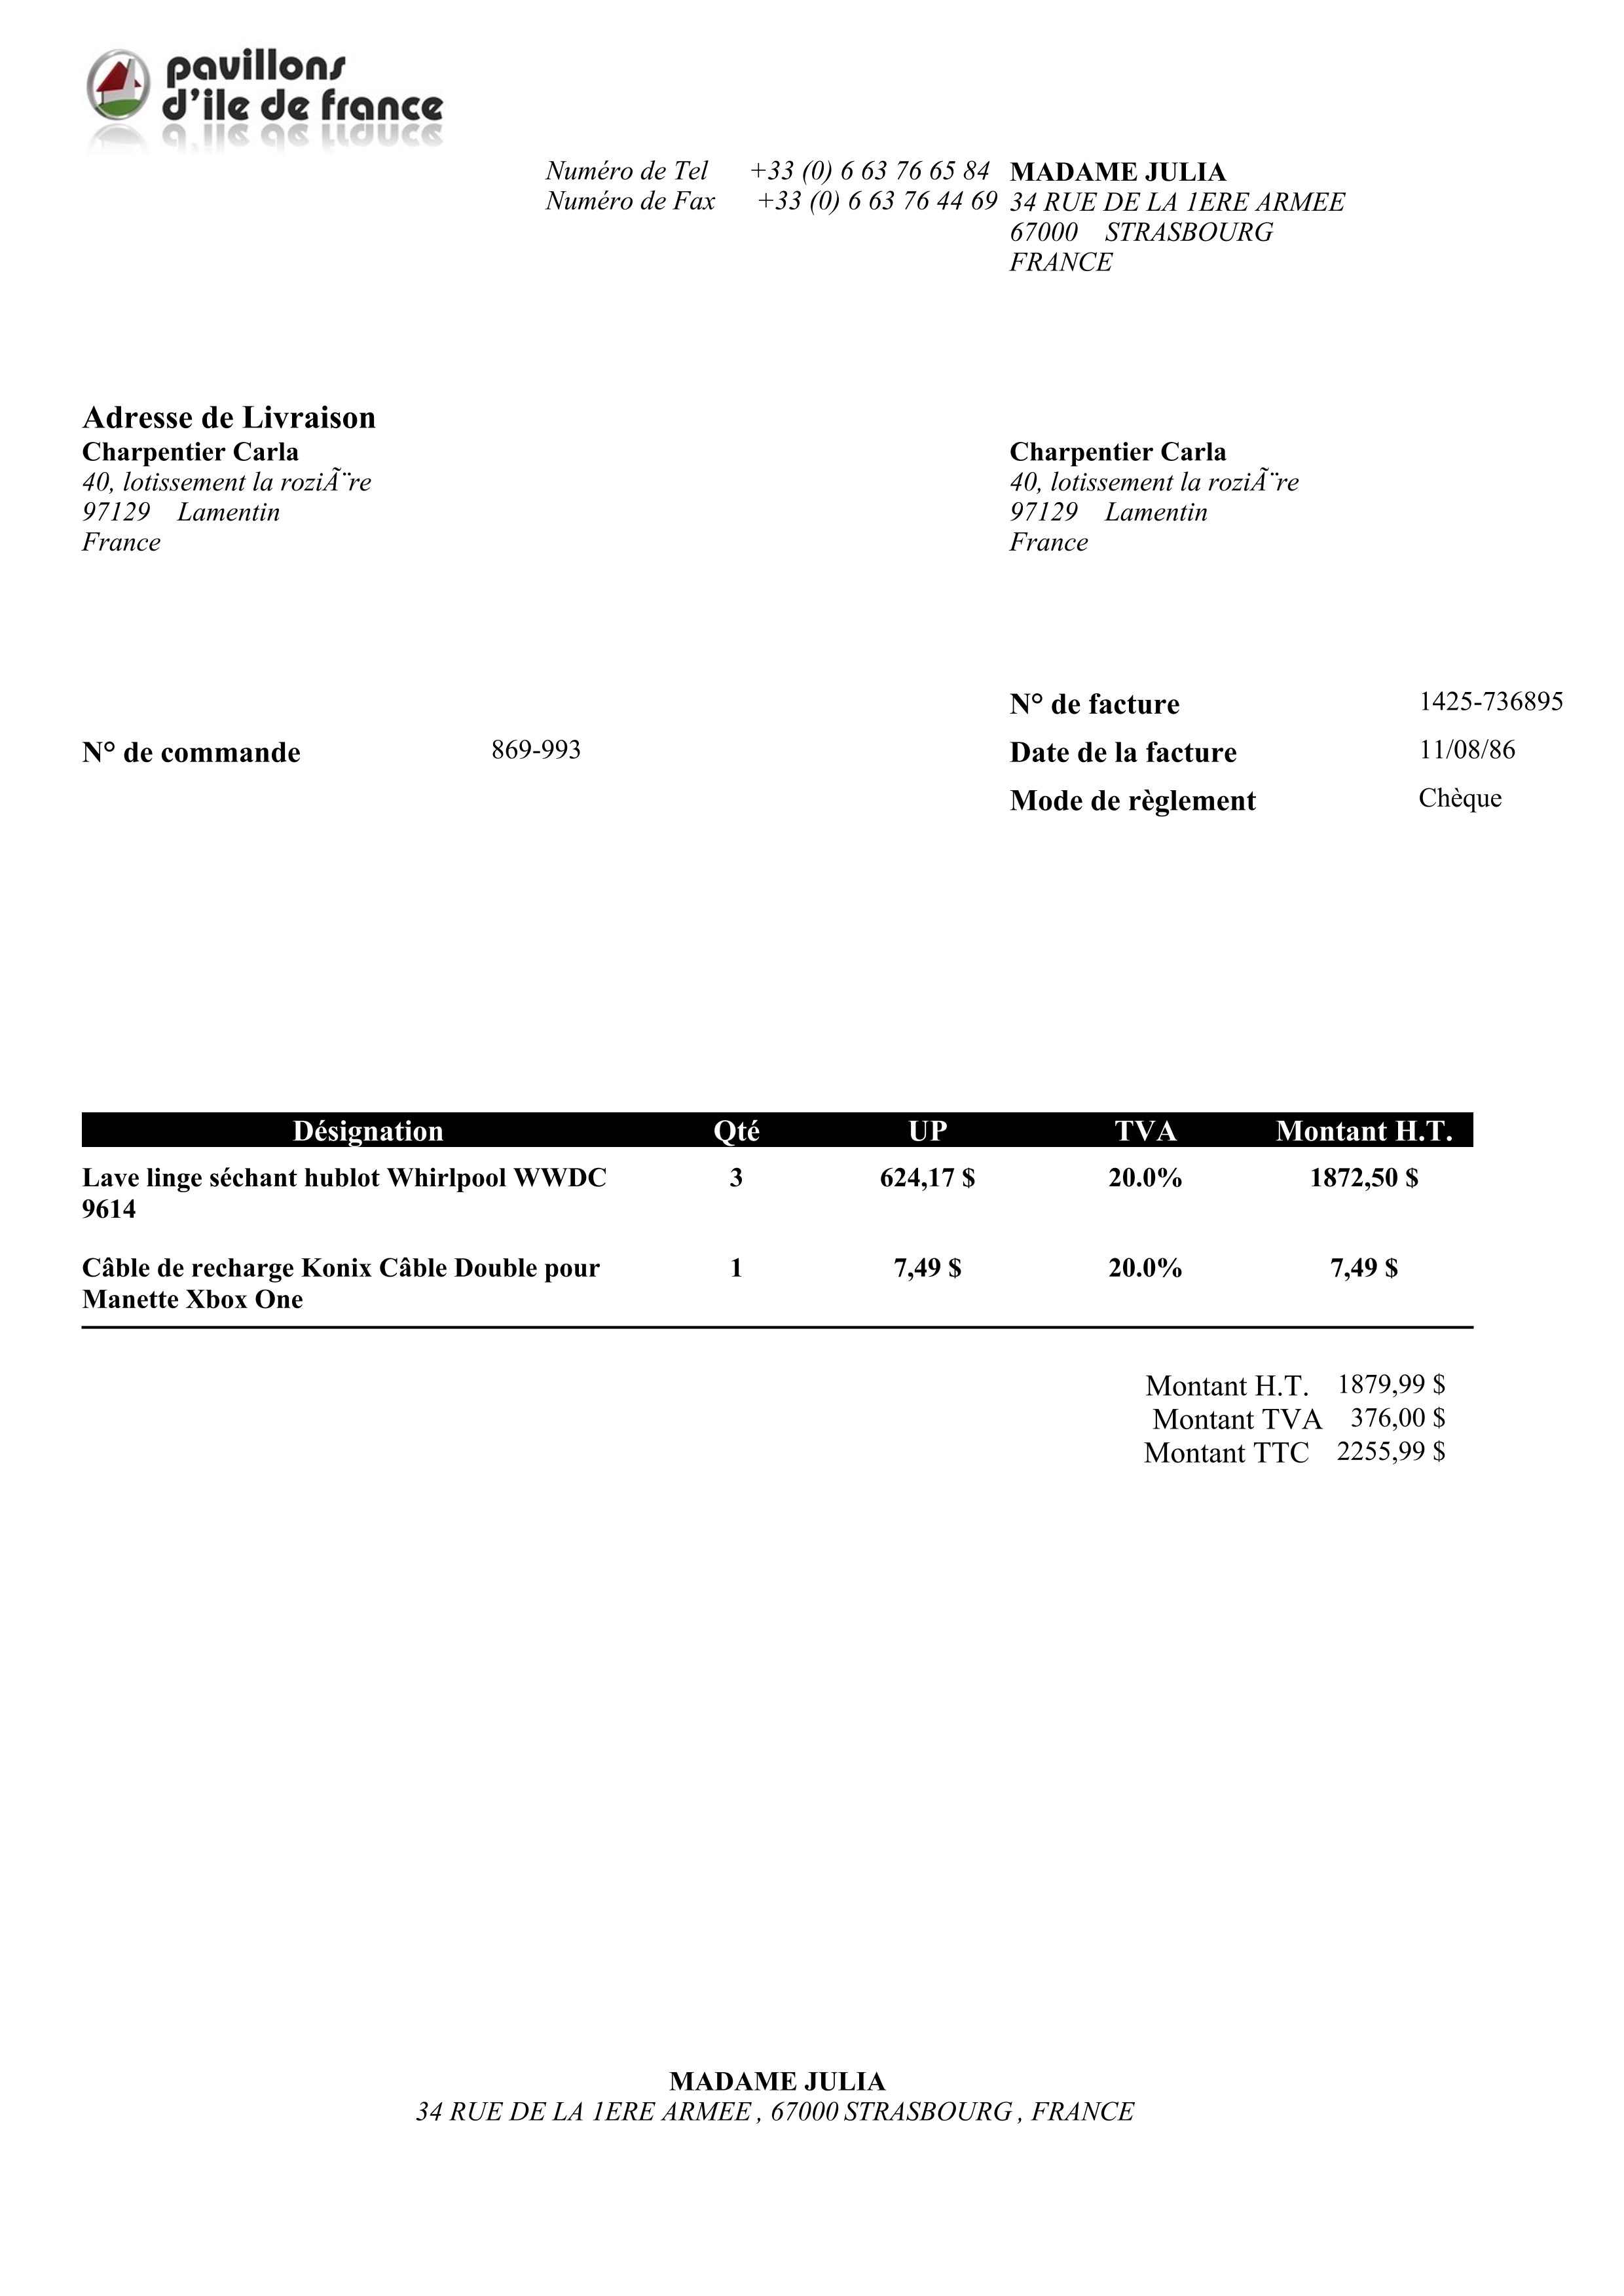 pavillons
d'ile de france
Numéro de Tel +33 (0) 6 63 76 65 84
Numéro de Fax +33 (0) 6 63 76 44 69
MADAME JULIA
34 RUE DE LA 1ERE ARMEE
67000 STRASBOURG
FRANCE
Adresse de Livraison
Charpentier Carla
40, lotissement la roziÃ¨re
97129 Lamentin
France
Charpentier Carla
40, lotissement la roziÃ¨re
97129 Lamentin
France
N° de facture 1425-736895
N° de commande 869-993
Date de la facture 11/08/86
Mode de règlement Chèque
Désignation Qté UP TVA Montant H.T.
Lave linge séchant hublot Whirlpool WWDC 3 624,17 $ 20.0% 1872,50 $
9614
Câble de recharge Konix Câble Double pour 1 7,49 $ 20.0% 7,49 $
Manette Xbox One
Montant H.T. 1879,99 $
Montant TVA 376,00 $
Montant TTC 2255,99 $
MADAME JULIA
34 RUE DE LA 1ERE ARMEE , 67000 STRASBOURG , FRANCE